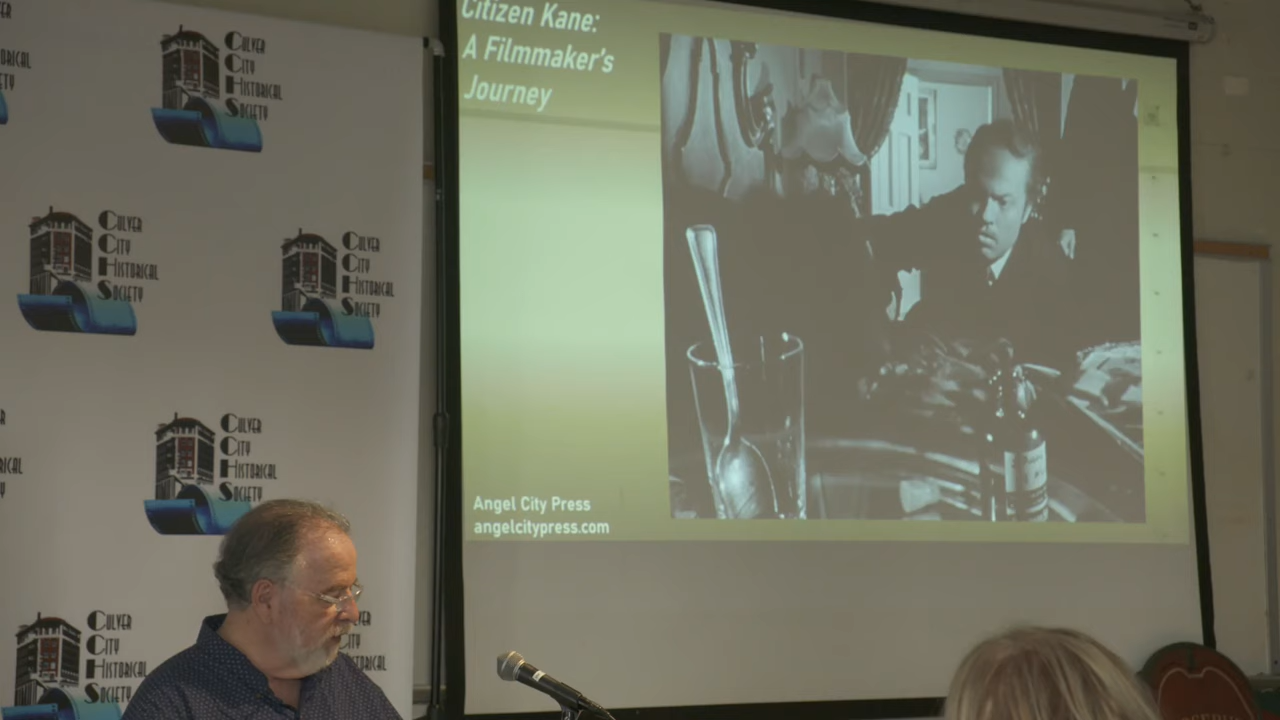 CULVER
CITY
HISTORICAL
SOCIETY
CULVER
CITY
HISTORICAL
SOCIETY
CULVER
CITY
HISTORICAL
SOCIETY
CULVER
CITY
HISTORICAL
SOCIETY
CULVER
CITY
HISTORICAL
SOCIETY
Citizen Kane:
A Filmmaker's
Journey
Angel City Press
angelcitypress.com